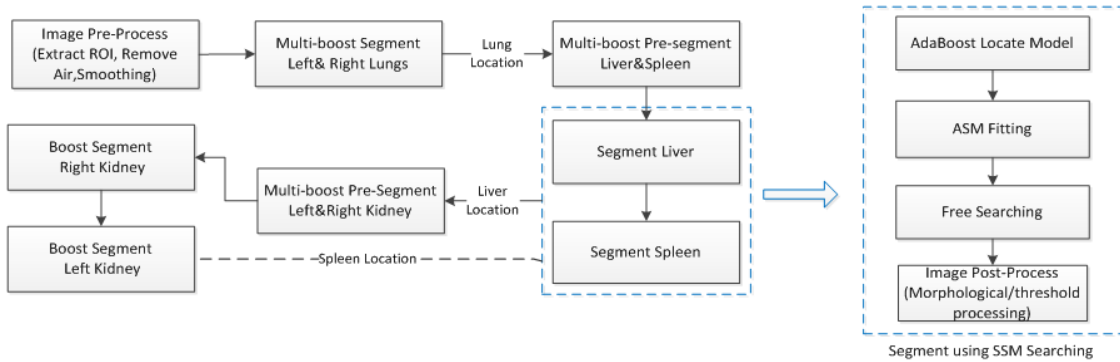 Image Pre-Process
(Extract ROI, Remove
Air,Smoothing)
Multi-boost Segment
Left& Right Lungs
Lung
Location
Multi-boost Pre-segment
Liver&Spleen
Segment Liver
Segment Spleen
Liver
Location
Multi-boost Pre-Segment
Left&Right Kidney
Boost Segment
Right Kidney
Boost Segment
Left Kidney
Spleen Location
AdaBoost Locate Model
ASM Fitting
Free Searching
Image Post-Process
(Morphological/threshold
processing)
Segment using SSM Searching